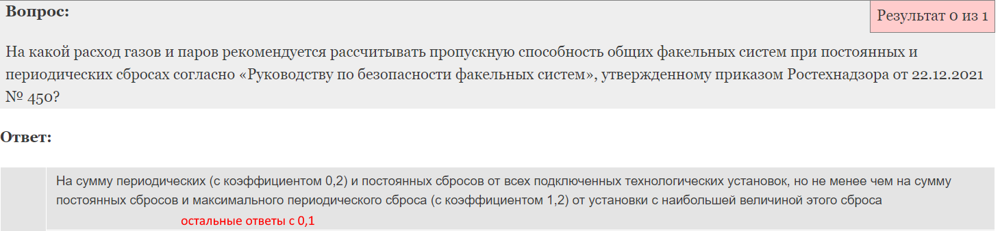 Вопрос:
Результат 0 из 1
На какой расход газов и паров рекомендуется рассчитывать пропускную способность общих факельных систем при постоянных и
периодических сбросах согласно «Руководству по безопасности факельных систем», утвержденному приказом Ростехнадзора от 22.12.2021
№ 450?
Ответ:
На сумму периодических (с коэффициентом 0,2) и постоянных сбросов от всех подключенных технологических установок, но не менее чем на сумму
постоянных сбросов и максимального периодического сброса (с коэффициентом 1,2) от установки с наибольшей величиной этого сброса
остальные ответы с 0,1